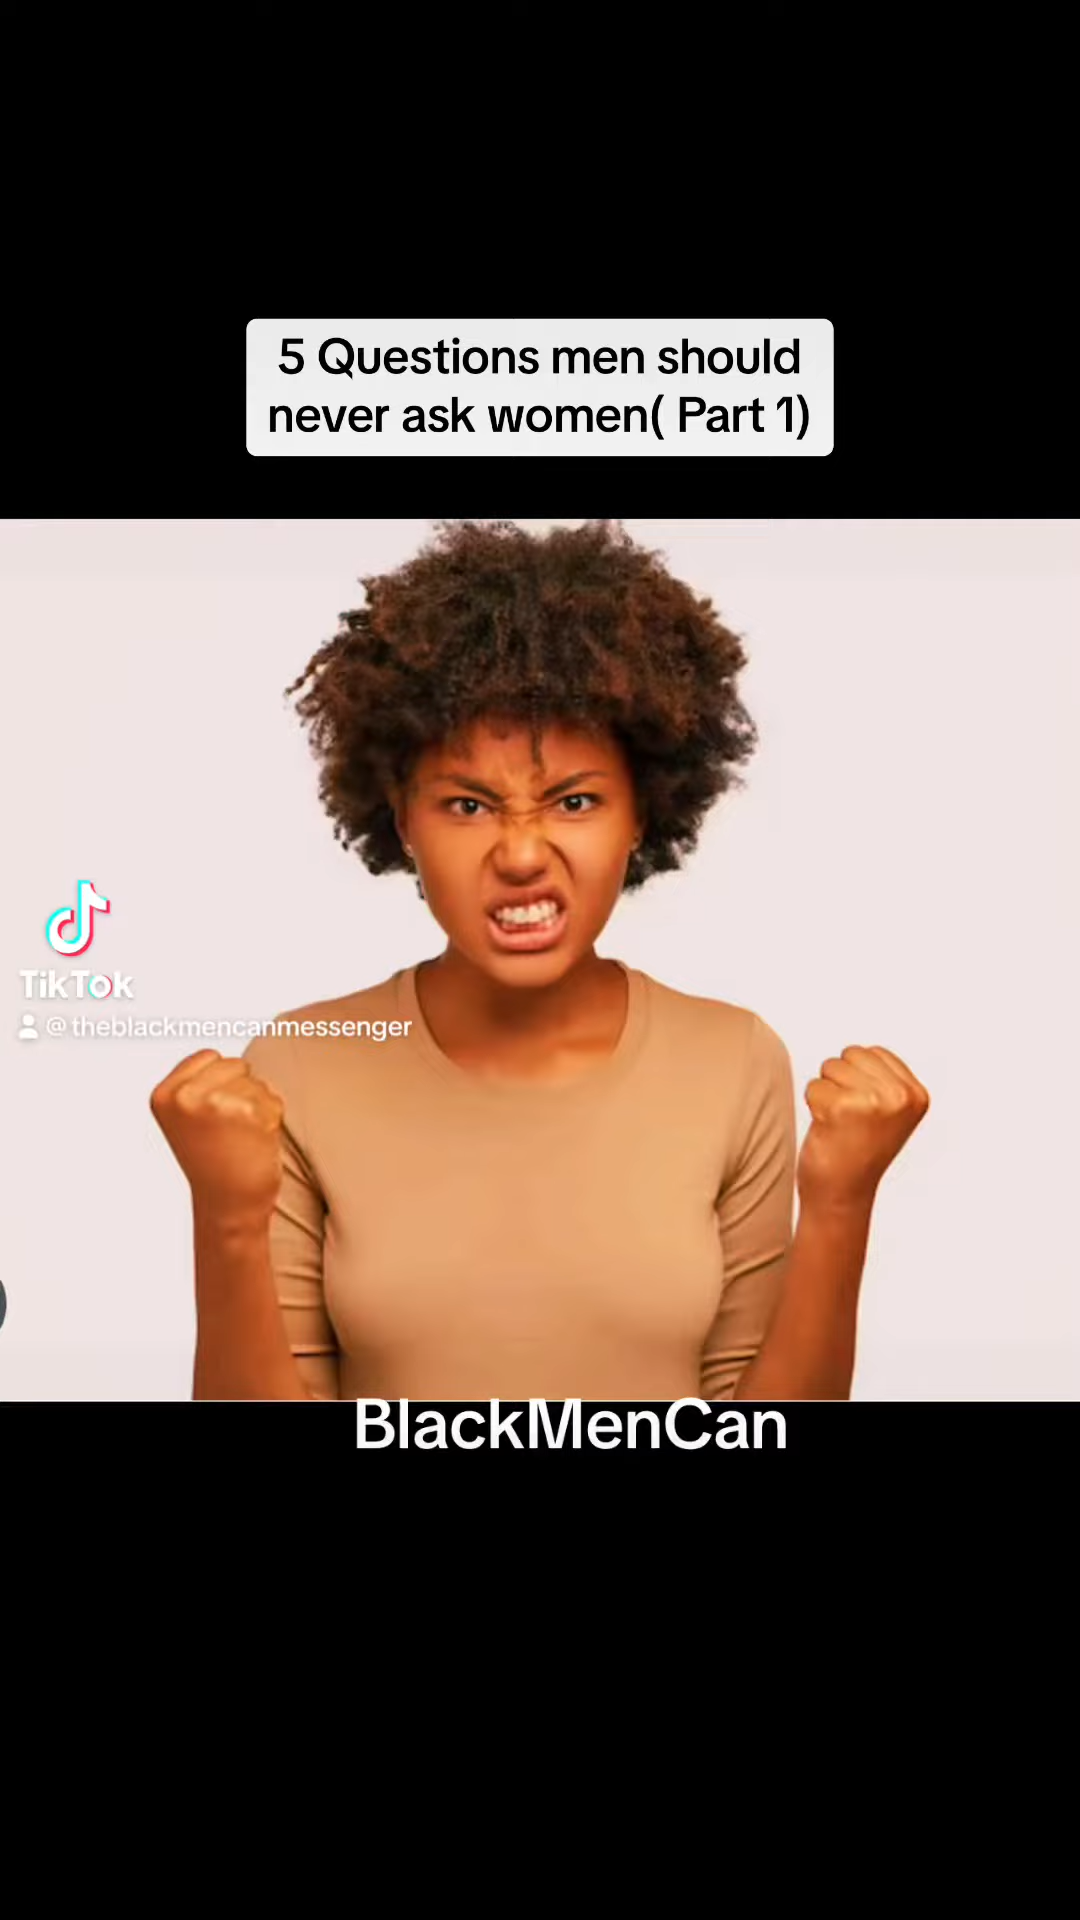 5 Questions men should
never ask women( Part 1)
TikTok
@theblackmencanmessenger
BlackMenCan